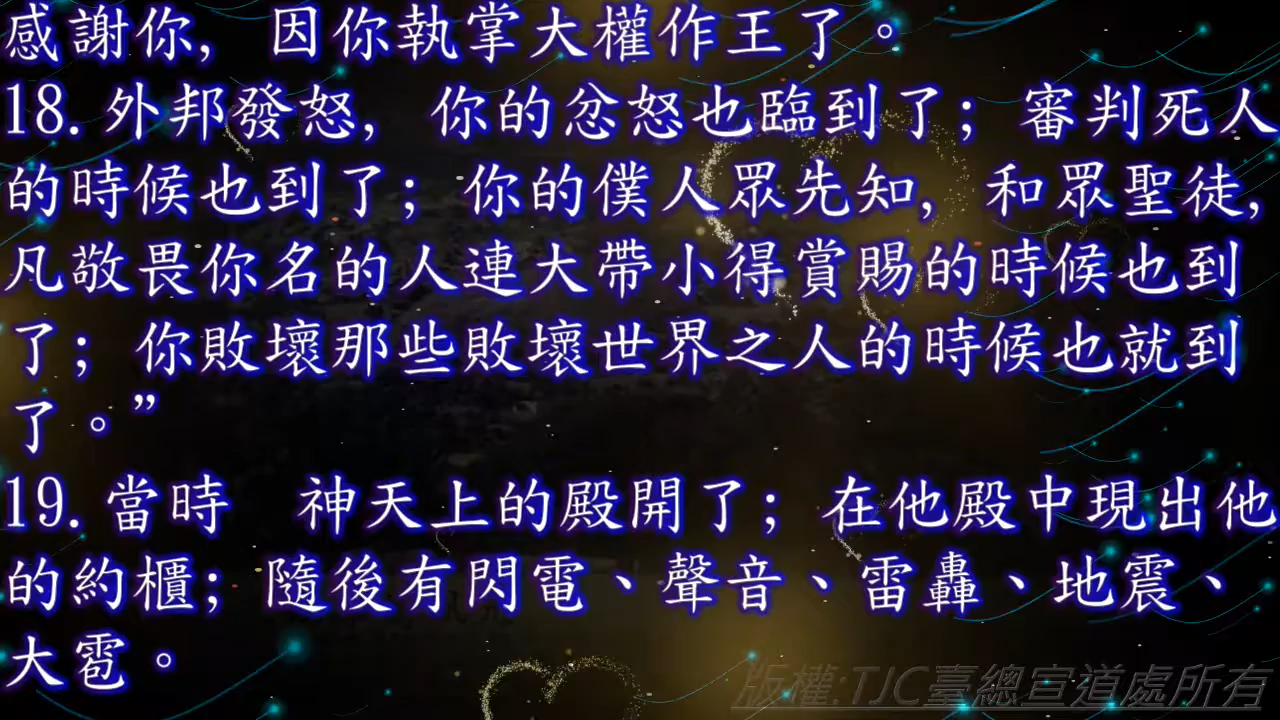 感謝你, 因你執掌大權作王了。
18.外邦發怒, 你的忿怒也臨到了; 審判死人
的時候也到了; 你的僕人眾先知, 和眾聖徒,
凡敬畏你名的人連大帶小得賞賜的時候也到
了; 你敗壞那些敗壞世界之人的時候也就到
了。”
19.當時　神天上的殿開了; 在他殿中現出他
的約櫃; 隨後有閃電、聲音、雷轟、地震、
大雹。
版權:TJC臺總宣道處所有